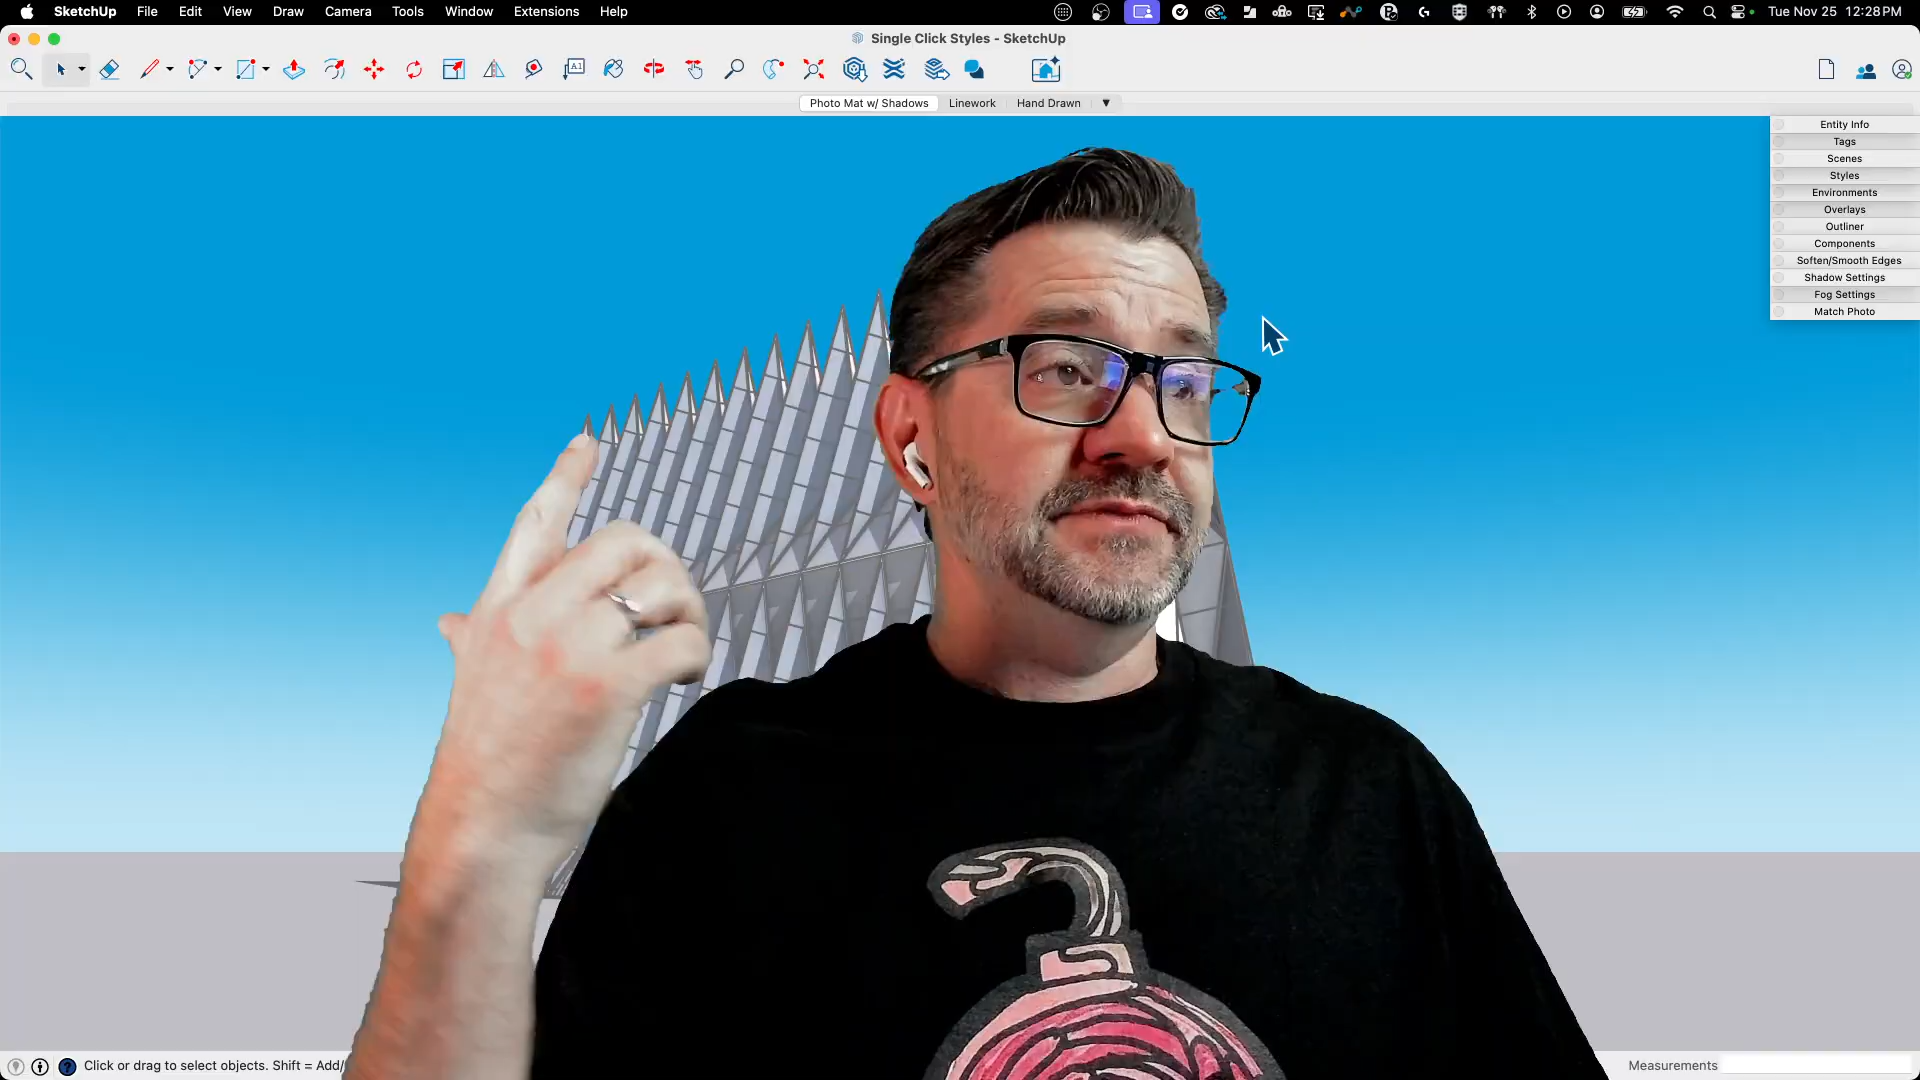 SketchUp File Edit View Draw Camera Tools Window Extensions Help Tue Nov 25 12:28 PM
Single Click Styles - SketchUp
A1
Photo Mat w/ Shadows Linework Hand Drawn
Entity Info
Tags
Scenes
Styles
Environments
Overlays
Outliner
Components
Soften/Smooth Edges
Shadow Settings
Fog Settings
Match Photo
Click or drag to select objects. Shift = Add/ Measurements